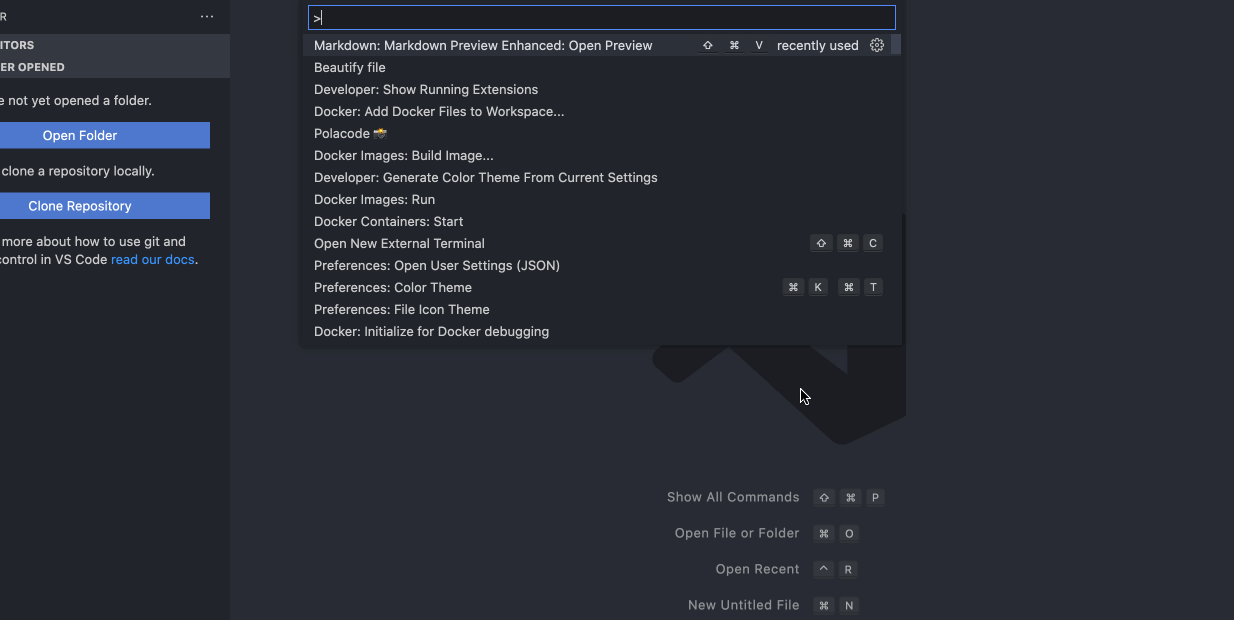 R ...
ITORS
ER OPENED
e not yet opened a folder.
Open Folder
clone a repository locally.
Clone Repository
more about how to use git and
control in VS Code read our docs.
>
Markdown: Markdown Preview Enhanced: Open Preview ⇧ ⌘ V recently used
Beautify file
Developer: Show Running Extensions
Docker: Add Docker Files to Workspace...
Polacode 📸
Docker Images: Build Image...
Developer: Generate Color Theme From Current Settings
Docker Images: Run
Docker Containers: Start
Open New External Terminal ⇧ ⌘ C
Preferences: Open User Settings (JSON)
Preferences: Color Theme ⌘ K ⌘ T
Preferences: File Icon Theme
Docker: Initialize for Docker debugging
Show All Commands ⇧ ⌘ P
Open File or Folder ⌘ O
Open Recent ^ R
New Untitled File ⌘ N